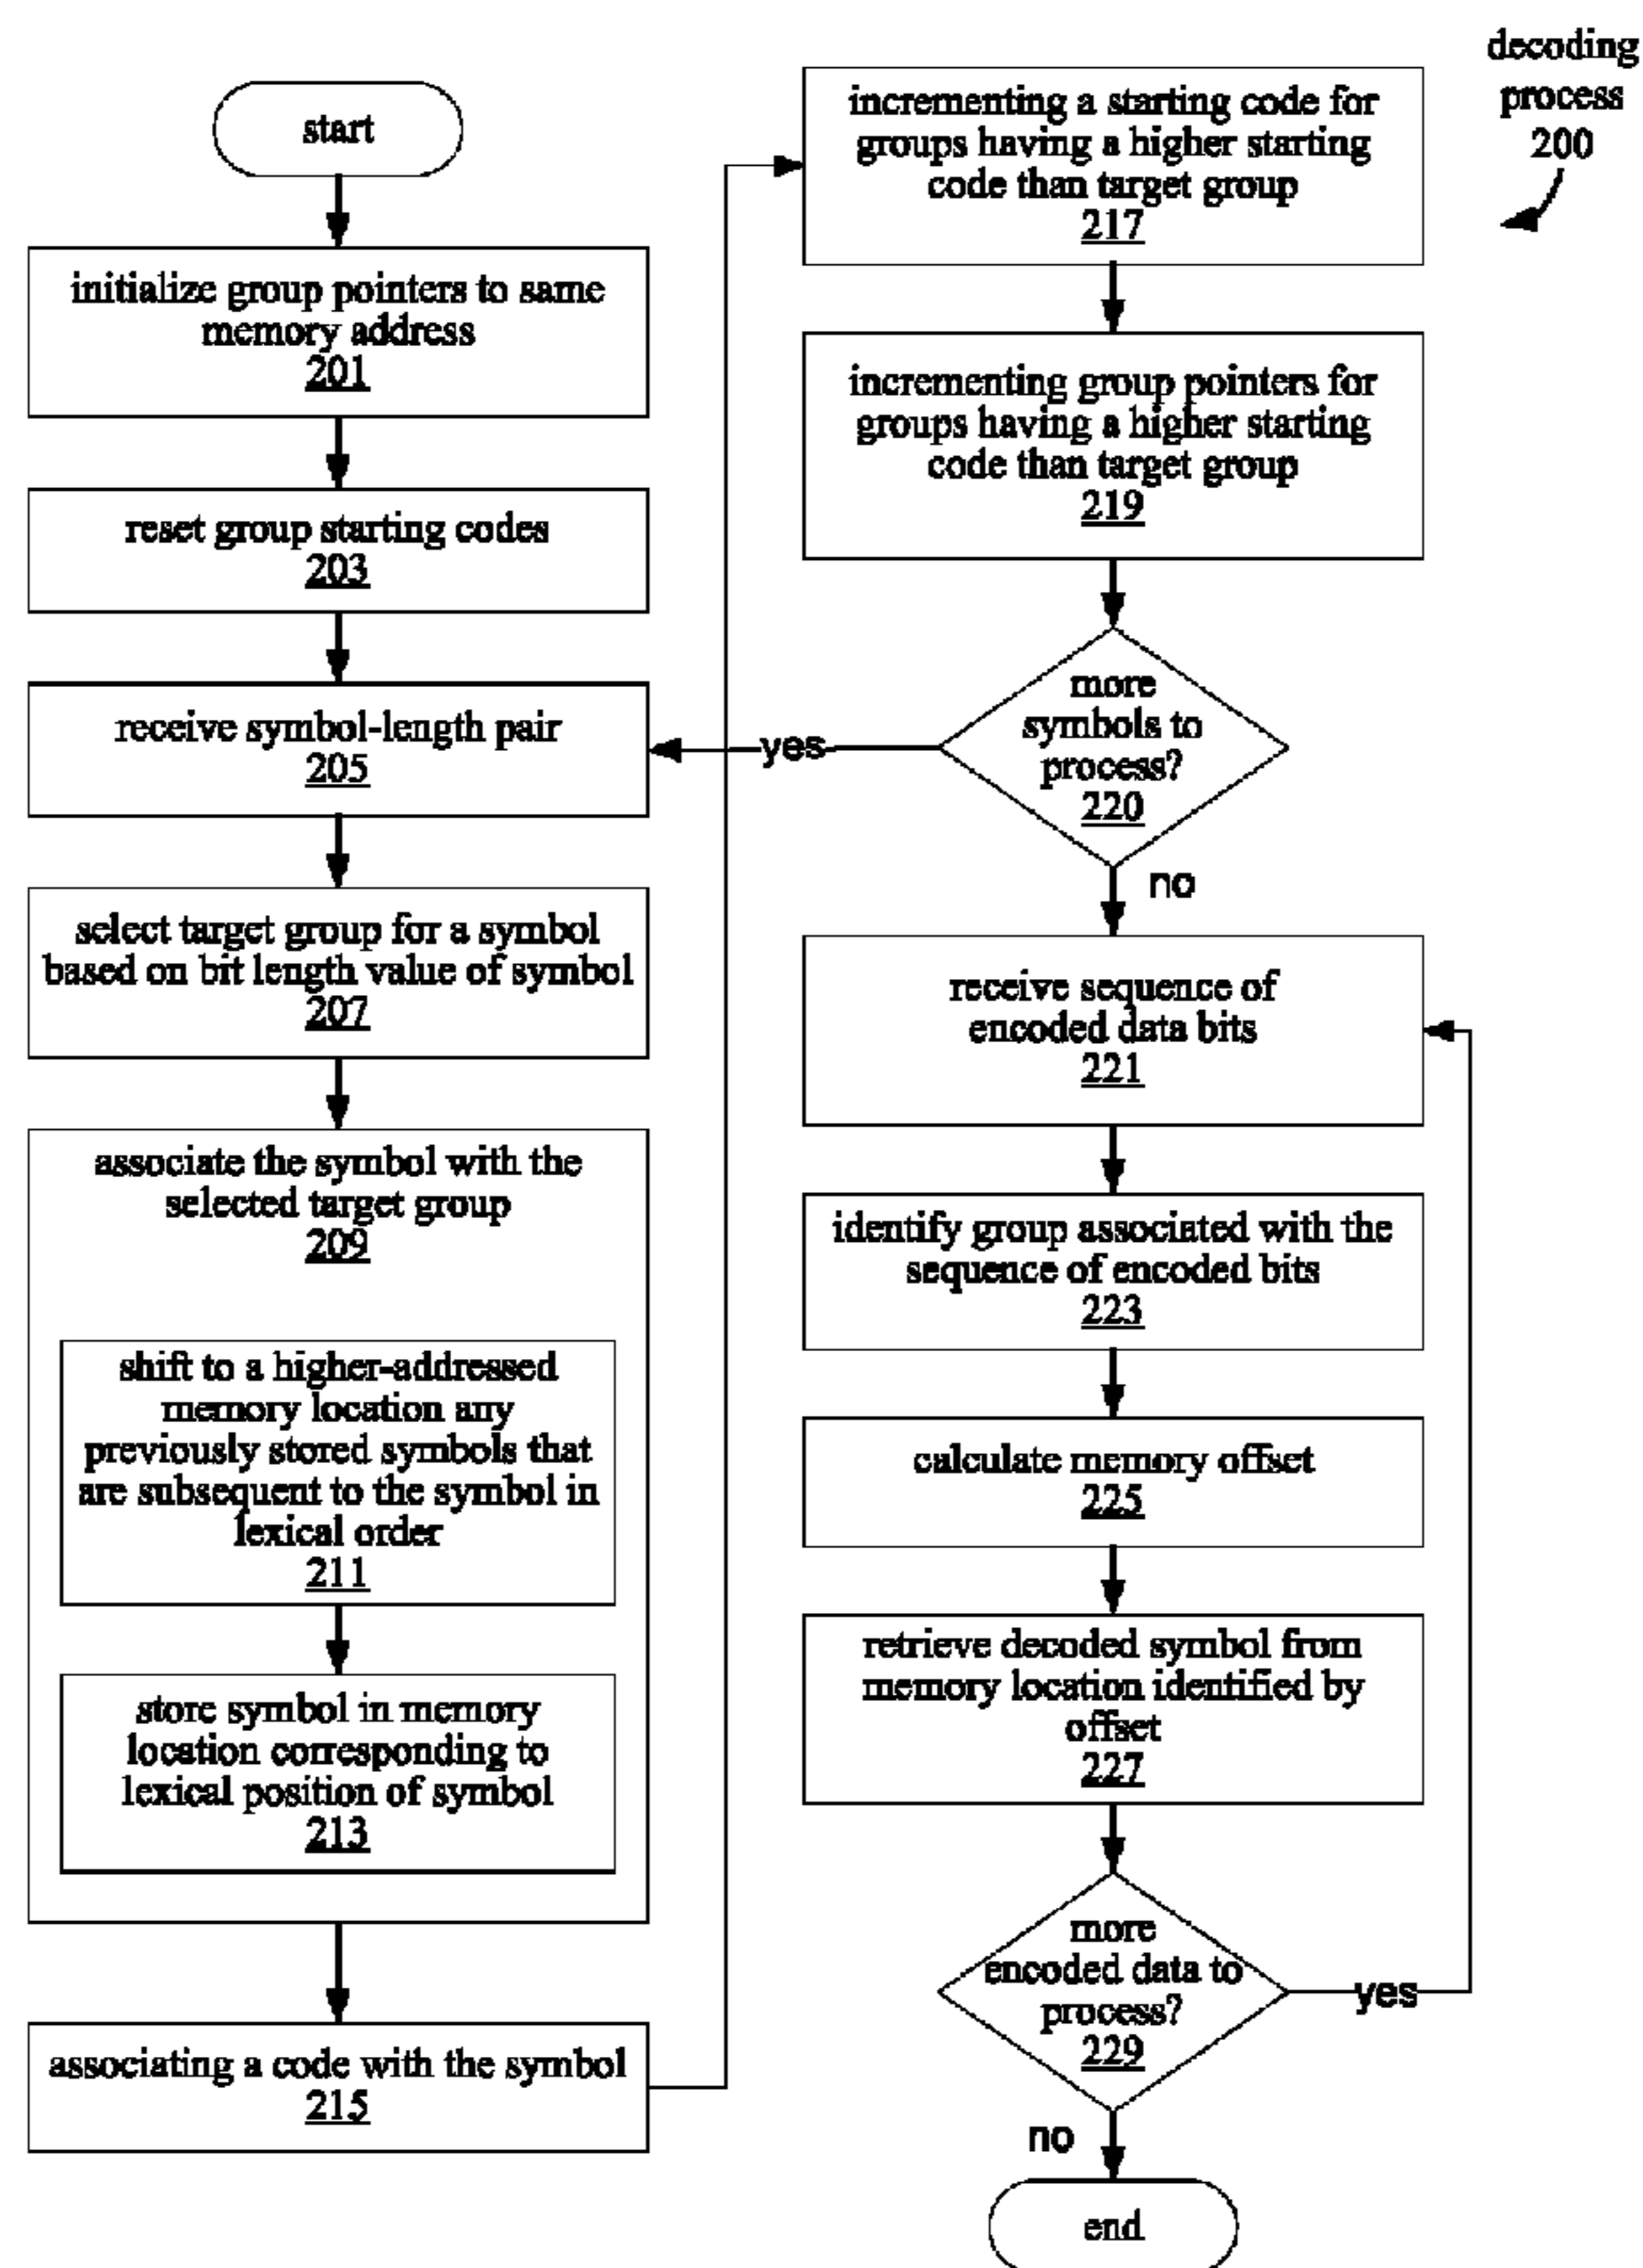 start
initialize group pointers to same
memory address
201
reset group starting codes
203
receive symbol-length pair
205
select target group for a symbol
based on bit length value of symbol
207
associate the symbol with the
selected target group
209
shift to a higher-addressed
memory location any
previously stored symbols that
are subsequent to the symbol in
lexical order
211
store symbol in memory
location corresponding to
lexical position of symbol
213
associating a code with the symbol
215
decoding
process
200
incrementing a starting code for
groups having a higher starting
code than target group
217
incrementing group pointers for
groups having a higher starting
code than target group
219
more
symbols to
process?
220
yes
no
receive sequence of
encoded data bits
221
identify group associated with the
sequence of encoded bits
223
calculate memory offset
225
retrieve decoded symbol from
memory location identified by
offset
227
more
encoded data to
process?
229
yes
no
end